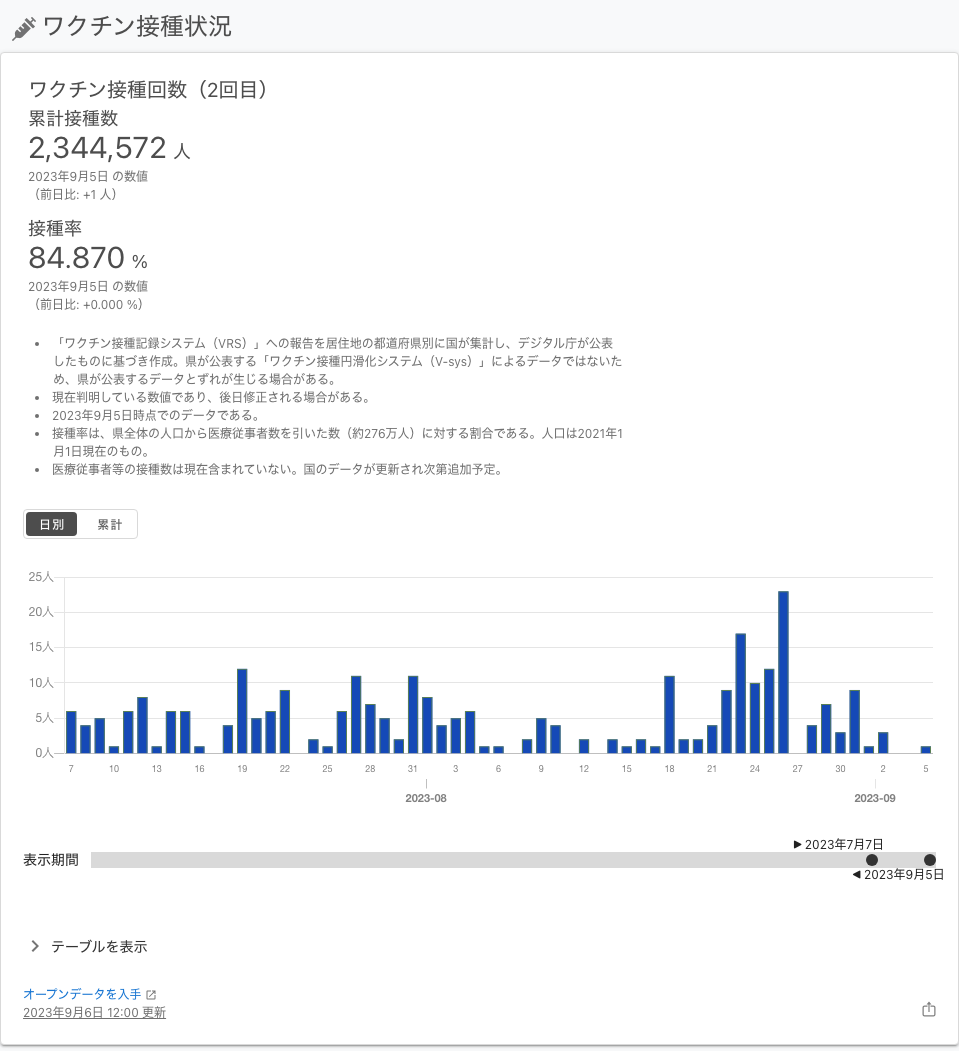 ワクチン接種状況
ワクチン接種回数（2回目）
累計接種数
2,344,572 人
2023年9月5日 の数値
（前日比: +1 人）
接種率
84.870 %
2023年9月5日 の数値
（前日比: +0.000 %）
• 「ワクチン接種記録システム（VRS）」への報告を居住地の都道府県別に国が集計し、デジタル庁が公表
したものに基づき作成。県が公表する「ワクチン接種円滑化システム（V-sys）」によるデータではないた
め、県が公表するデータとずれが生じる場合がある。
• 現在判明している数値であり、後日修正される場合がある。
• 2023年9月5日時点でのデータである。
• 接種率は、県全体の人口から医療従事者数を引いた数（約276万人）に対する割合である。人口は2021年1
月1日現在のもの。
• 医療従事者等の接種数は現在含まれていない。国のデータが更新され次第追加予定。
日別 累計
25人
20人
15人
10人
5人
0人
7 10 13 16 19 22 25 28 31 3 6 9 12 15 18 21 24 27 30 2 5
2023-08 2023-09
▶ 2023年7月7日
表示期間
◀ 2023年9月5日
テーブルを表示
オープンデータを入手
2023年9月6日 12:00 更新